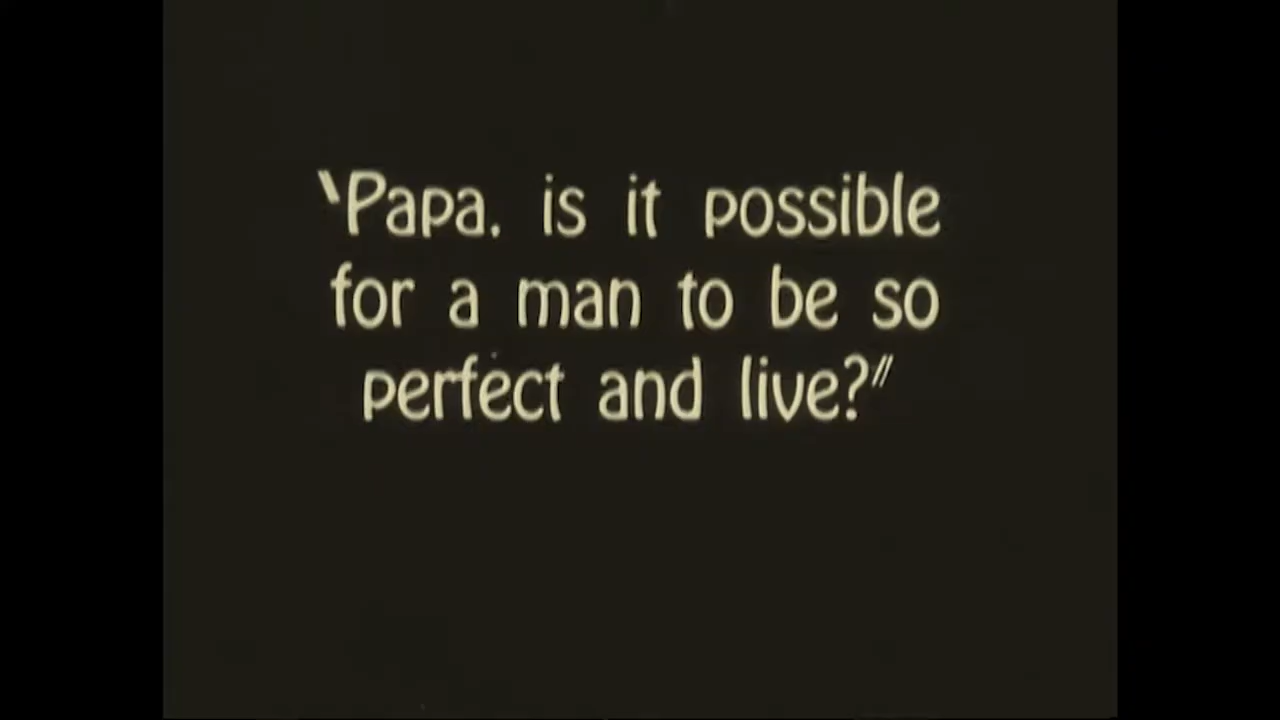 "Papa, is it possible
for a man to be so
perfect and live?"